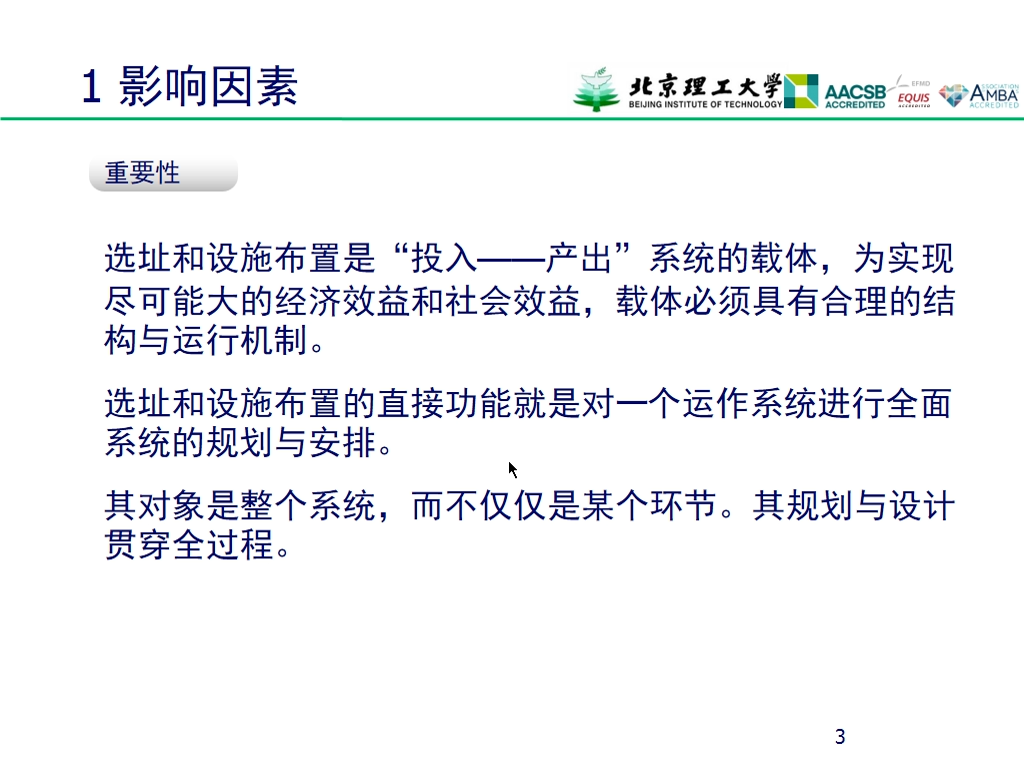 1 影响因素
北京理工大学
BEIJING INSTITUTE OF TECHNOLOGY
AACSB
ACCREDITED
EFMD
EQUIS
ACCREDITED
ASSOCIATION
AMBA
ACCREDITED
重要性
选址和设施布置是“投入——产出”系统的载体，为实现
尽可能大的经济效益和社会效益，载体必须具有合理的结
构与运行机制。
选址和设施布置的直接功能就是对一个运作系统进行全面
系统的规划与安排。
其对象是整个系统，而不仅仅是某个环节。其规划与设计
贯穿全过程。
3